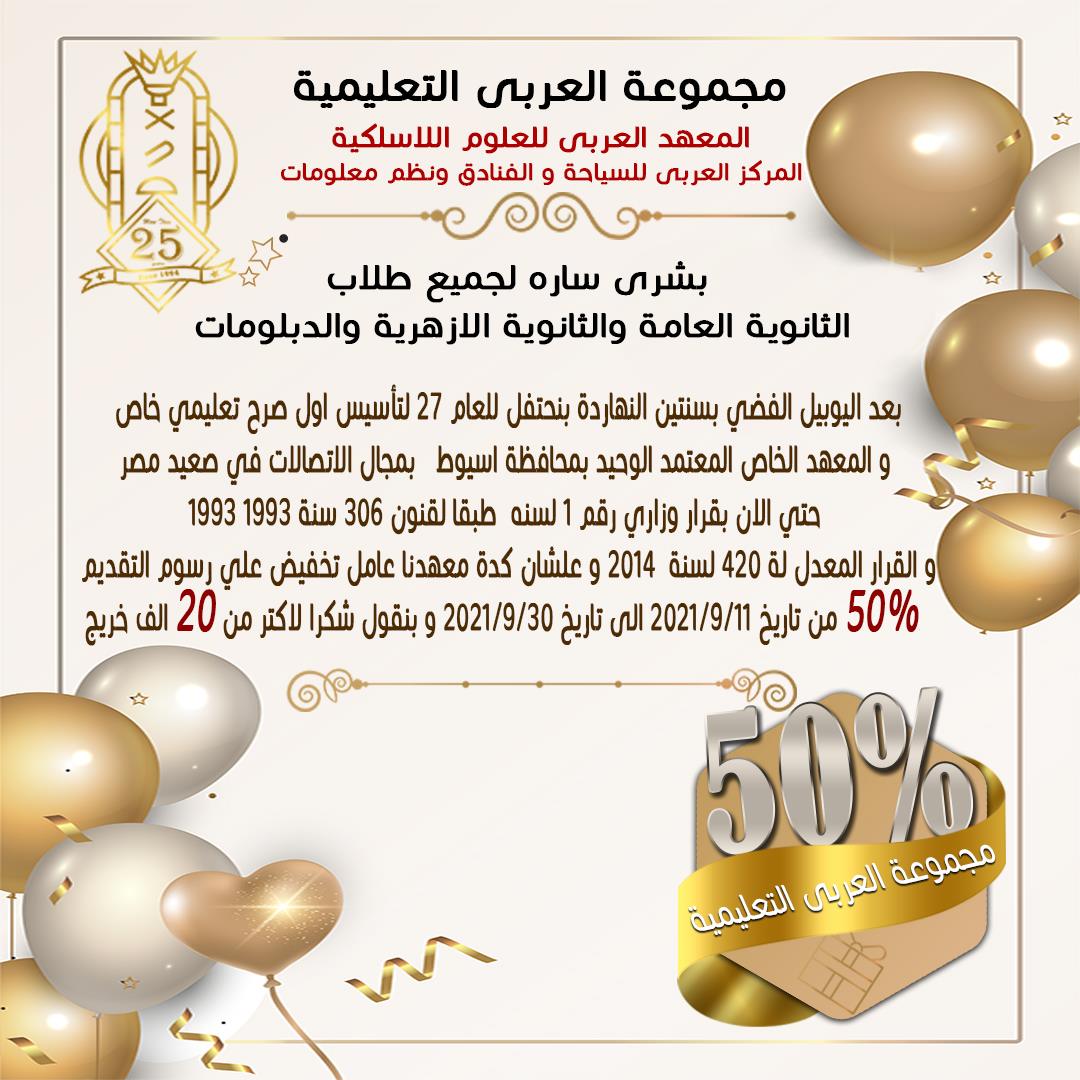 مجموعة العربى التعليمية
المعهد العربى للعلوم اللاسلكية
المركز العربى للسياحة و الفنادق ونظم معلومات
25
Since 1994
بشرى ساره لجميع طلاب
الثانوية العامة والثانوية الازهرية والدبلومات
بعد اليوبيل الفضي بسنتين النهاردة بنحتفل للعام 27 لتأسيس اول صرح تعليمي خاص
و المعهد الخاص المعتمد الوحيد بمحافظة اسيوط بمجال الاتصالات في صعيد مصر
حتي الان بقرار وزاري رقم 1 لسنه طبقا لقنون 306 سنة 1993 1993
و القرار المعدل لة 420 لسنة 2014 و علشان كدة معهدنا عامل تخفيض علي رسوم التقديم
50% من تاريخ 2021/9/11 الى تاريخ 2021/9/30 و بنقول شكرا لاكتر من 20 الف خريج
50%
مجموعة العربى التعليمية